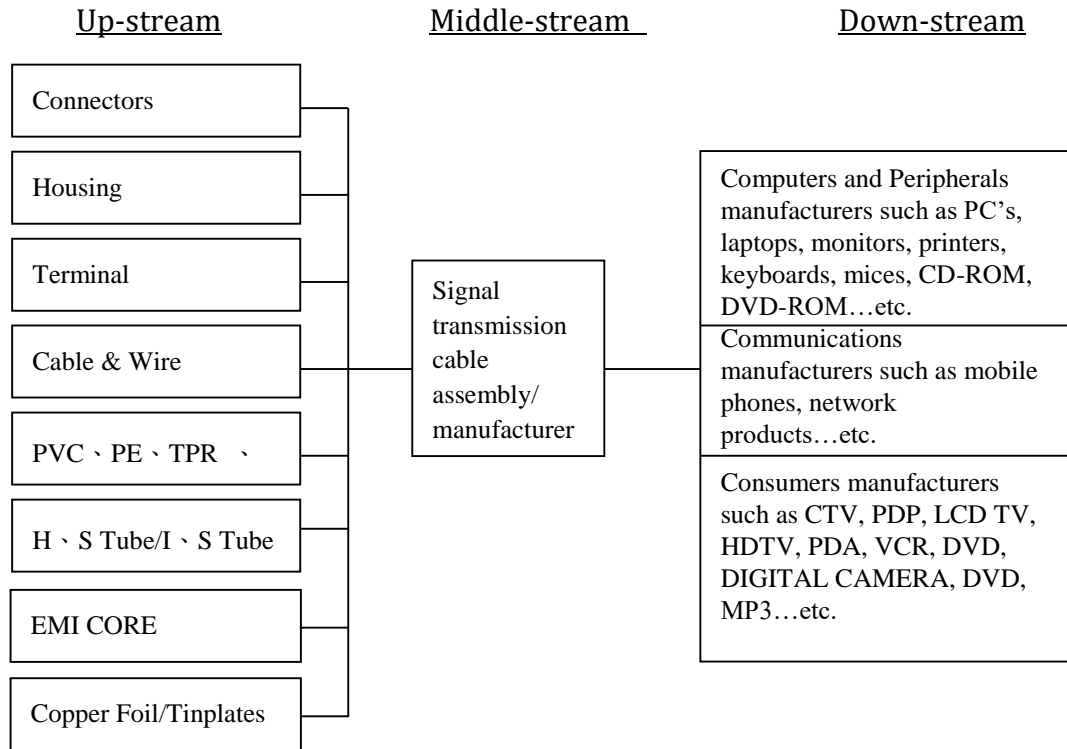 Up-stream
Middle-stream
Down-stream
Connectors
Housing
Terminal
Cable & Wire
PVC、PE、TPR 、
H、S Tube/I、S Tube
EMI CORE
Copper Foil/Tinplates
Signal
transmission
cable
assembly/
manufacturer
Computers and Peripherals
manufacturers such as PC’s,
laptops, monitors, printers,
keyboards, mices, CD-ROM,
DVD-ROM…etc.
Communications
manufacturers such as mobile
phones, network
products…etc.
Consumers manufacturers
such as CTV, PDP, LCD TV,
HDTV, PDA, VCR, DVD,
DIGITAL CAMERA, DVD,
MP3…etc.